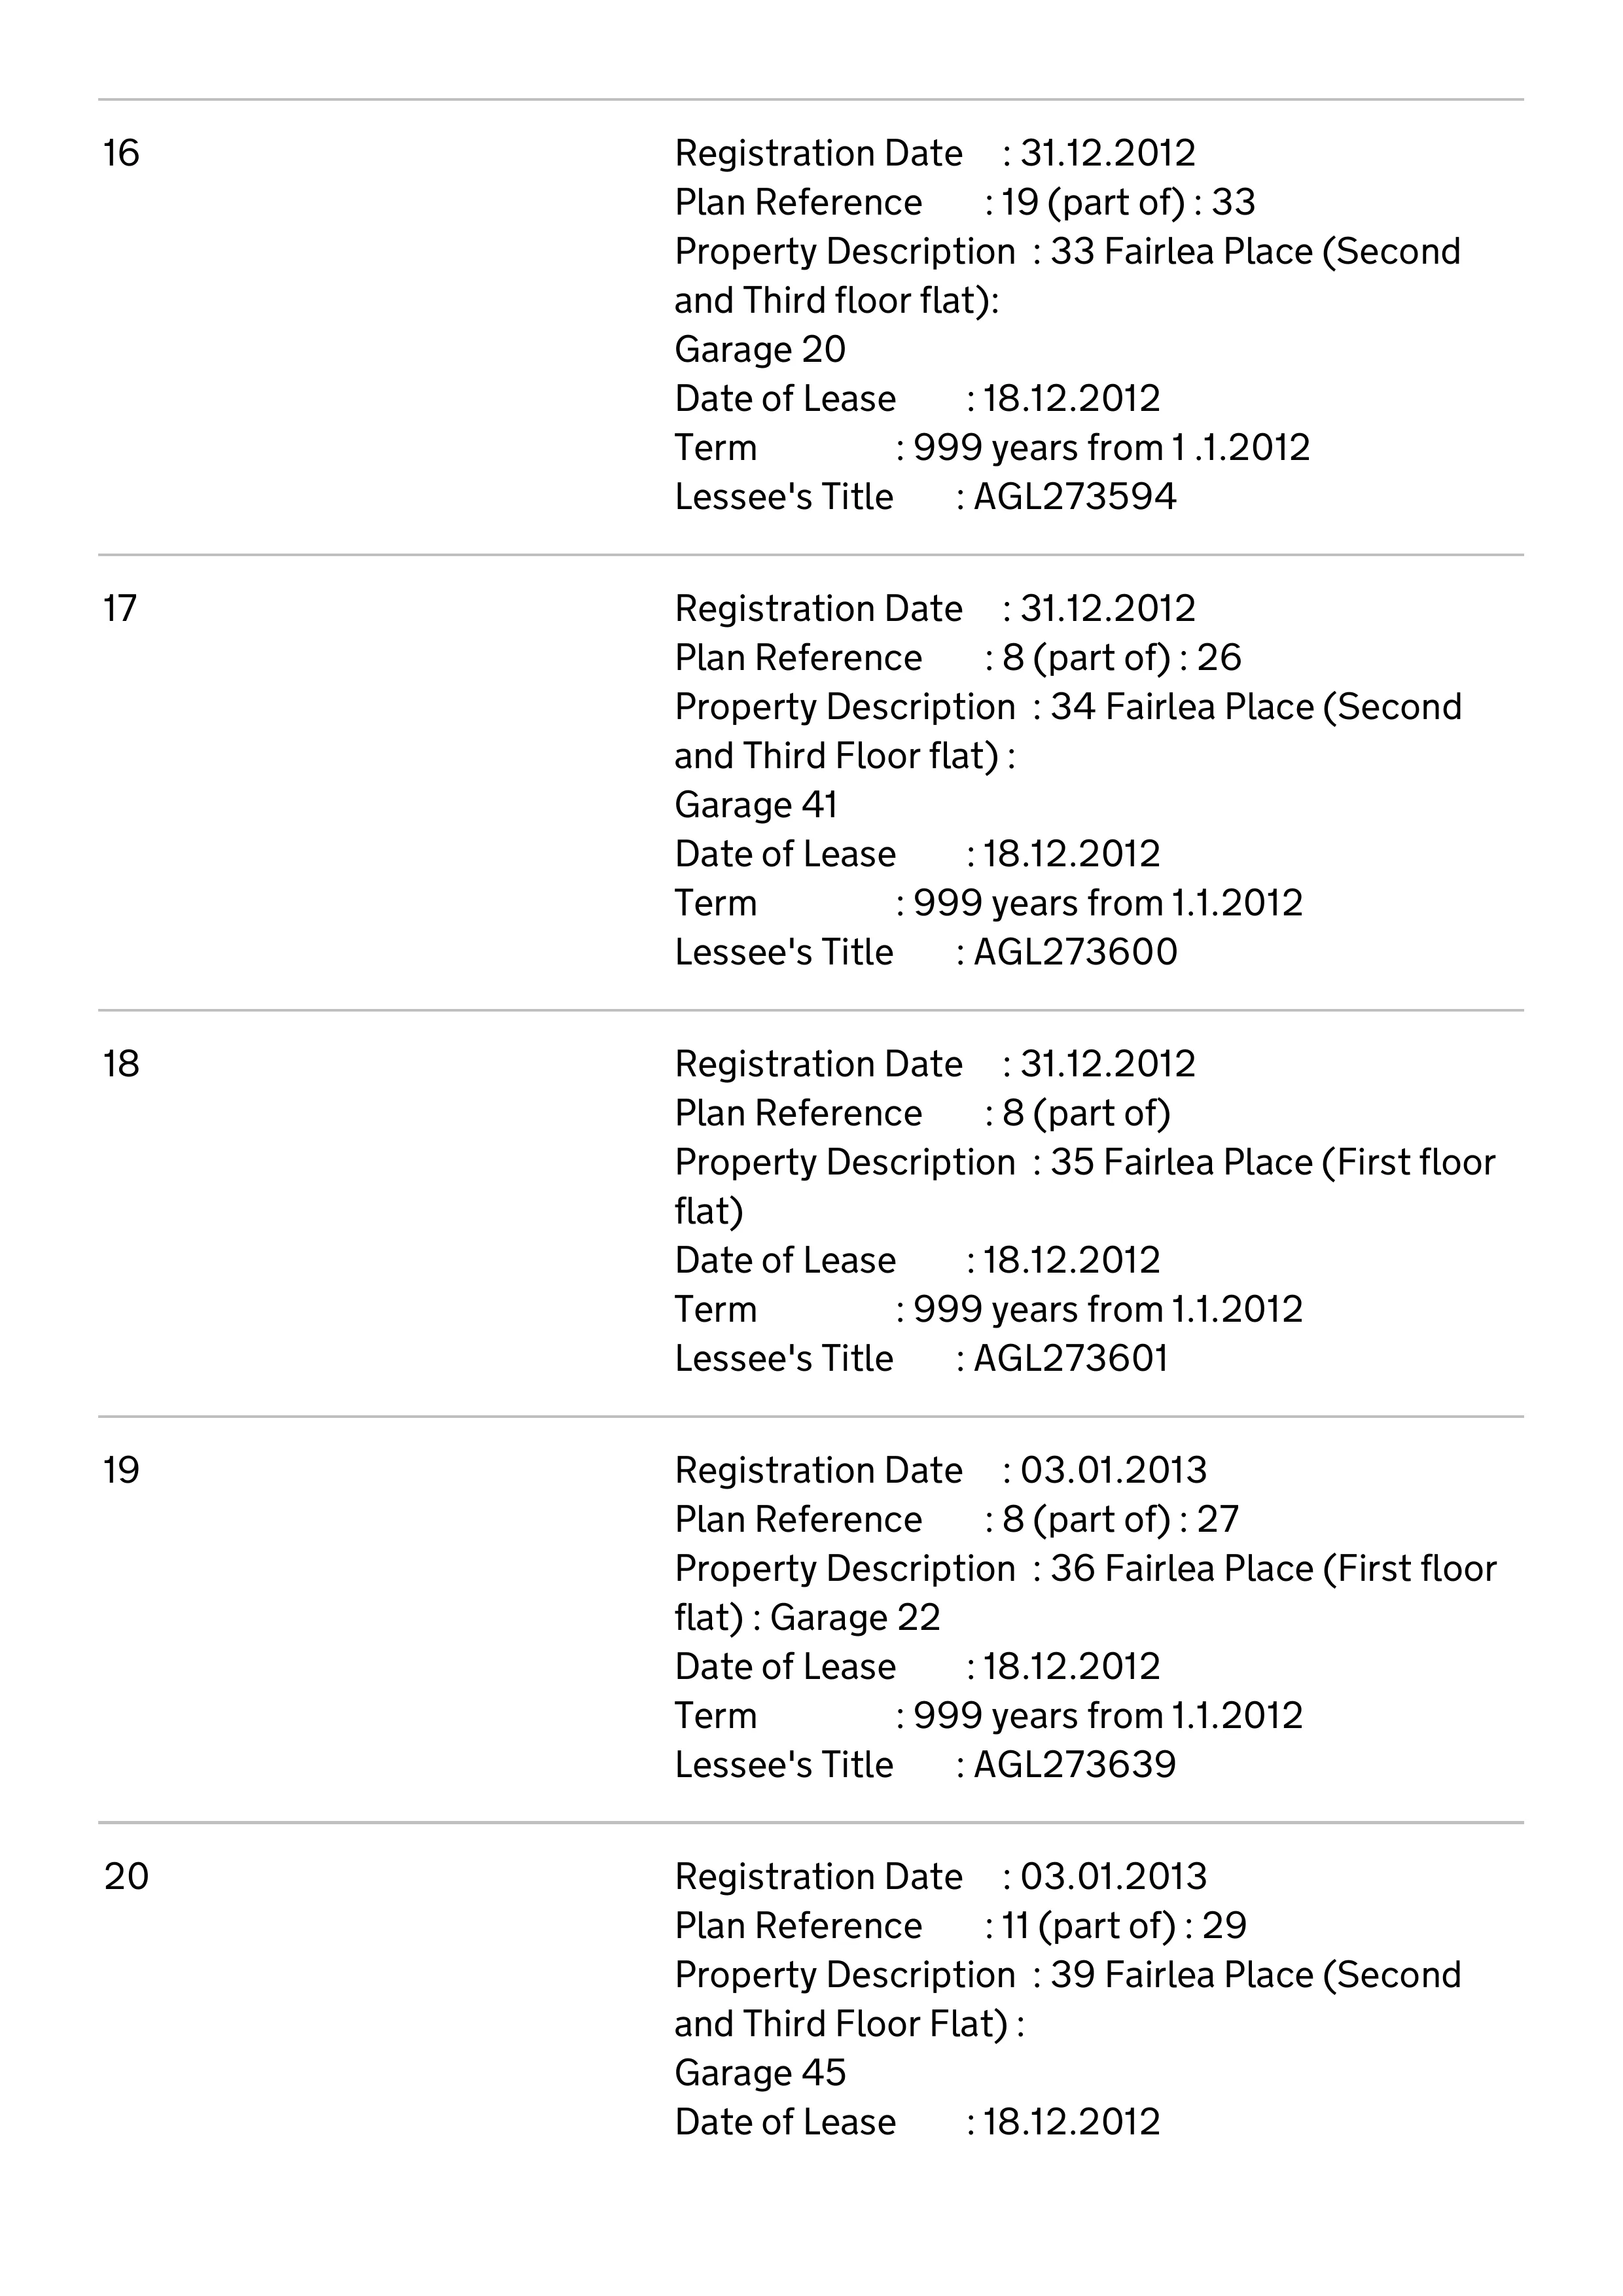 16
Registration Date : 31.12.2012
Plan Reference : 19 (part of) : 33
Property Description : 33 Fairlea Place (Second
and Third floor flat):
Garage 20
Date of Lease : 18.12.2012
Term : 999 years from 1 .1.2012
Lessee's Title : AGL273594
17
Registration Date : 31.12.2012
Plan Reference : 8 (part of) : 26
Property Description : 34 Fairlea Place (Second
and Third Floor flat) :
Garage 41
Date of Lease : 18.12.2012
Term : 999 years from 1.1.2012
Lessee's Title : AGL273600
18
Registration Date : 31.12.2012
Plan Reference : 8 (part of)
Property Description : 35 Fairlea Place (First floor
flat)
Date of Lease : 18.12.2012
Term : 999 years from 1.1.2012
Lessee's Title : AGL273601
19
Registration Date : 03.01.2013
Plan Reference : 8 (part of) : 27
Property Description : 36 Fairlea Place (First floor
flat) : Garage 22
Date of Lease : 18.12.2012
Term : 999 years from 1.1.2012
Lessee's Title : AGL273639
20
Registration Date : 03.01.2013
Plan Reference : 11 (part of) : 29
Property Description : 39 Fairlea Place (Second
and Third Floor Flat) :
Garage 45
Date of Lease : 18.12.2012